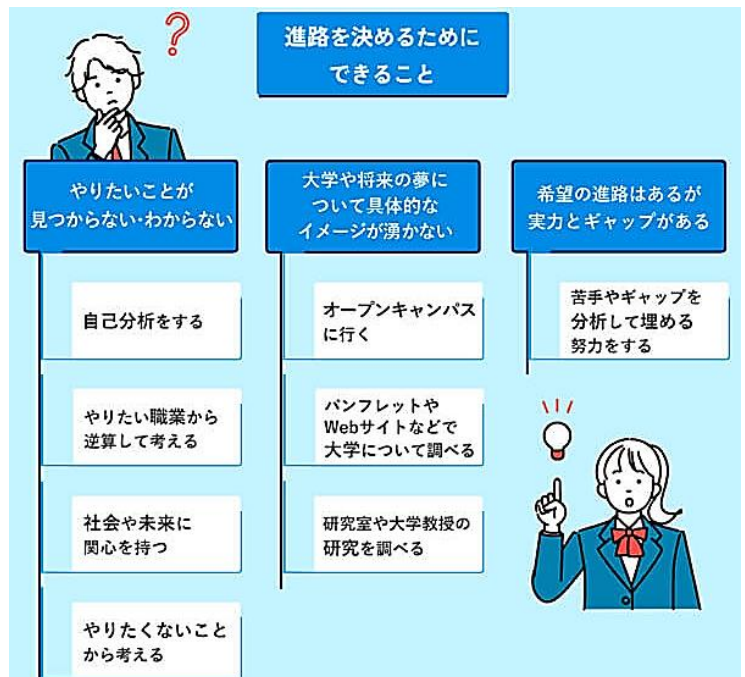 進路を決めるために
できること
やりたいことが
見つからない・わからない
自己分析をする
やりたい職業から
逆算して考える
社会や未来に
関心を持つ
やりたくないこと
から考える
大学や将来の夢に
ついて具体的な
イメージが湧かない
オープンキャンパス
に行く
パンフレットや
Webサイトなどで
大学について調べる
研究室や大学教授の
研究を調べる
希望の進路はあるが
実力とギャップがある
苦手やギャップを
分析して埋める
努力をする